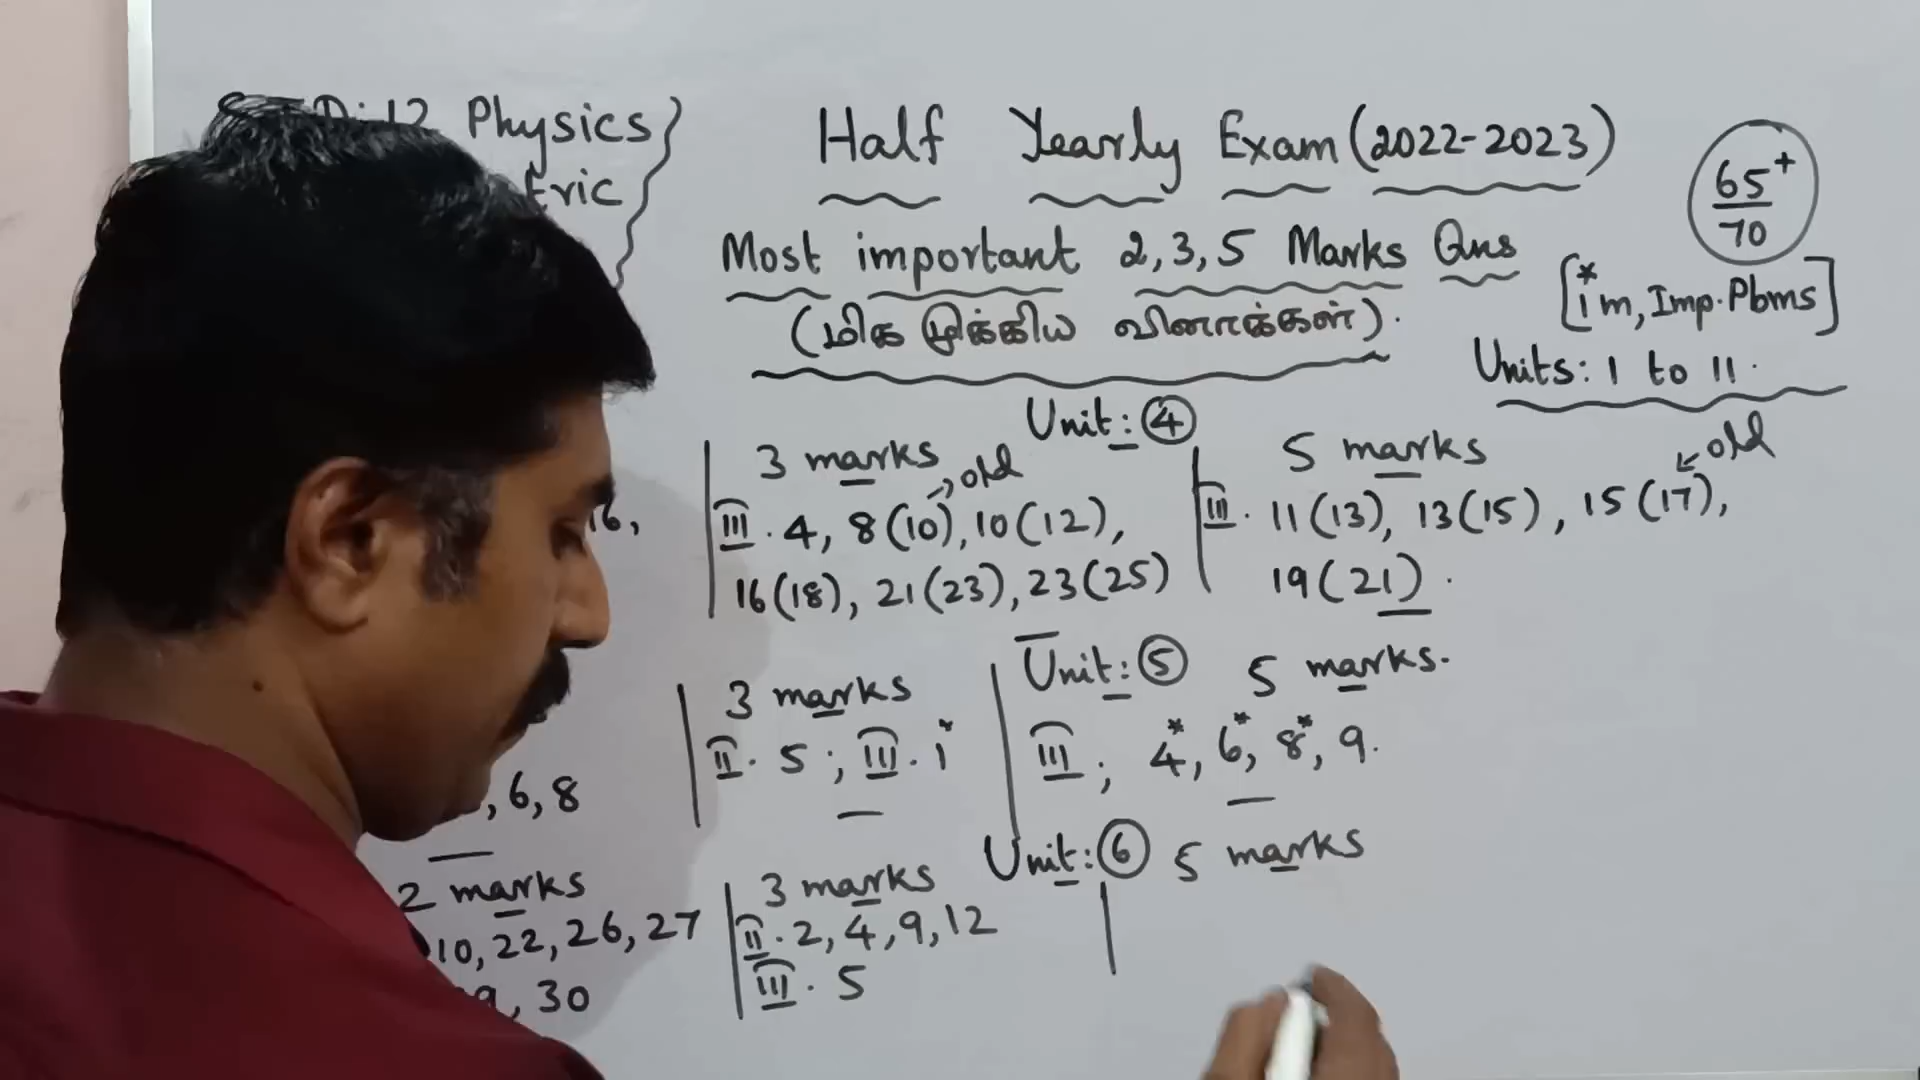 12 Physics
Half Yearly Exam (2022-2023)
65+
70
Most important 2,3,5 Marks Qns
(மிக முக்கிய வினாக்கள்).
[*1m, Imp. Pbms]
Units: 1 to 11.
Unit: 4
3 marks
→ old
III. 4, 8(10), 10(12),
16(18), 21(23), 23(25)
5 marks
old
III. 11(13), 13(15), 15(17),
19(21).
16,
Unit: 5
3 marks
II. 5; III. 1*
5 marks.
III; 4*, 6*, 8*, 9.
, 6, 8
Unit: 6
2 marks
10, 22, 26, 27
, 30
3 marks
II. 2, 4, 9, 12
III. 5
5 marks